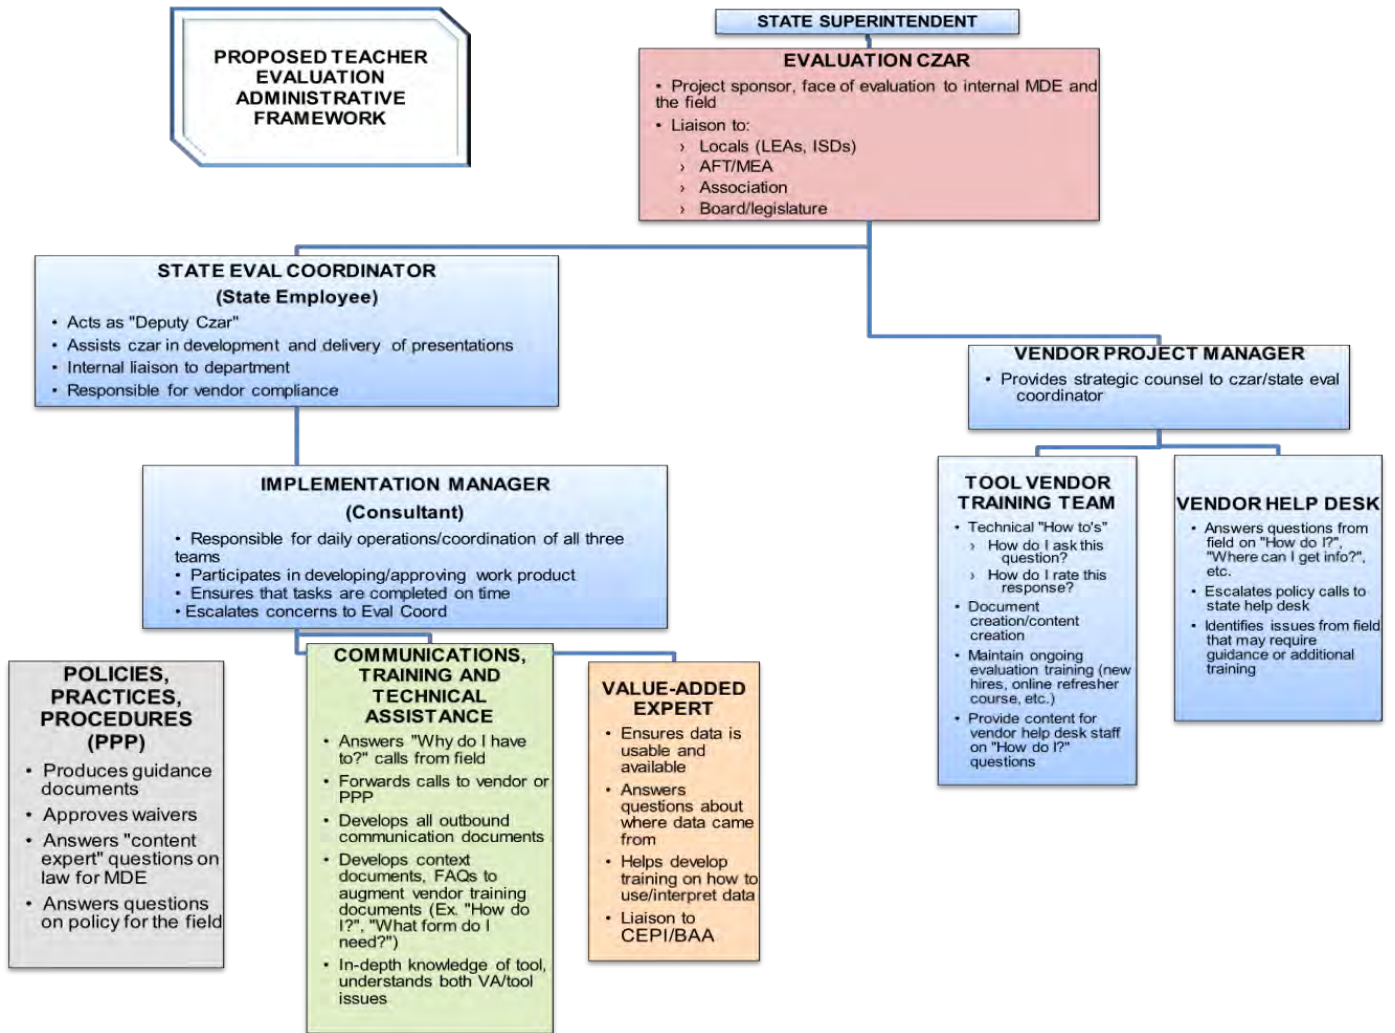 PROPOSED TEACHER
EVALUATION
ADMINISTRATIVE
FRAMEWORK
STATE SUPERINTENDENT
EVALUATION CZAR
• Project sponsor, face of evaluation to internal MDE and
the field
• Liaison to:
› Locals (LEAs, ISDs)
› AFT/MEA
› Association
› Board/legislature
STATE EVAL COORDINATOR
(State Employee)
• Acts as "Deputy Czar"
• Assists czar in development and delivery of presentations
• Internal liaison to department
• Responsible for vendor compliance
VENDOR PROJECT MANAGER
• Provides strategic counsel to czar/state eval
coordinator
IMPLEMENTATION MANAGER
(Consultant)
• Responsible for daily operations/coordination of all three
teams
• Participates in developing/approving work product
• Ensures that tasks are completed on time
• Escalates concerns to Eval Coord
TOOL VENDOR
TRAINING TEAM
• Technical "How to's"
› How do I ask this
question?
› How do I rate this
response?
• Document
creation/content
creation
• Maintain ongoing
evaluation training (new
hires, online refresher
course, etc.)
• Provide content for
vendor help desk staff
on "How do I?"
questions
VENDOR HELP DESK
• Answers questions from
field on "How do I?",
"Where can I get info?",
etc.
• Escalates policy calls to
state help desk
• Identifies issues from field
that may require
guidance or additional
training
POLICIES,
PRACTICES,
PROCEDURES
(PPP)
• Produces guidance
documents
• Approves waivers
• Answers "content
expert" questions on
law for MDE
• Answers questions
on policy for the field
COMMUNICATIONS,
TRAINING AND
TECHNICAL
ASSISTANCE
• Answers "Why do I have
to?" calls from field
• Forwards calls to vendor or
PPP
• Develops all outbound
communication documents
• Develops context
documents, FAQs to
augment vendor training
documents (Ex. "How do
I?", "What form do I
need?")
• In-depth knowledge of tool,
understands both VA/tool
issues
VALUE-ADDED
EXPERT
• Ensures data is
usable and
available
• Answers
questions about
where data came
from
• Helps develop
training on how to
use/interpret data
• Liaison to
CEPI/BAA